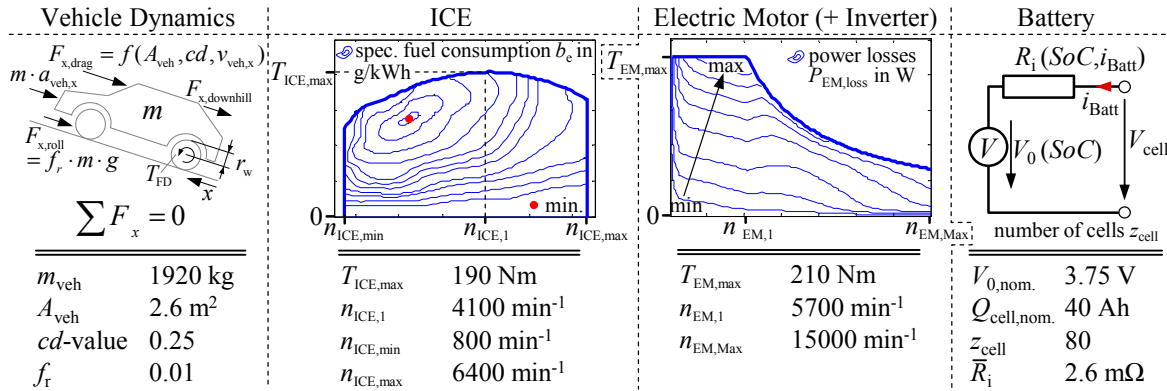 Vehicle Dynamics
F_x,drag = f(A_veh, cd, v_veh,x)
m·a_veh,x
F_x,downhill
m
F_x,roll
= f_r·m·g
T_FD
r_w
x
∑F_x = 0
m_veh 1920 kg
A_veh 2.6 m²
cd-value 0.25
f_r 0.01
ICE
spec. fuel consumption b_e in
g/kWh
T_ICE,max
min.
0
n_ICE,min n_ICE,1 n_ICE,max
T_ICE,max 190 Nm
n_ICE,1 4100 min⁻¹
n_ICE,min 800 min⁻¹
n_ICE,max 6400 min⁻¹
Electric Motor (+ Inverter)
T_EM,max
max
power losses
P_EM,loss in W
min
0
n_EM,1 n_EM,Max
T_EM,max 210 Nm
n_EM,1 5700 min⁻¹
n_EM,Max 15000 min⁻¹
Battery
R_i (SoC,i_Batt)
i_Batt
V
V_0 (SoC)
V_cell
number of cells z_cell
V_0,nom. 3.75 V
Q_cell,nom. 40 Ah
z_cell 80
R̅_i 2.6 mΩ